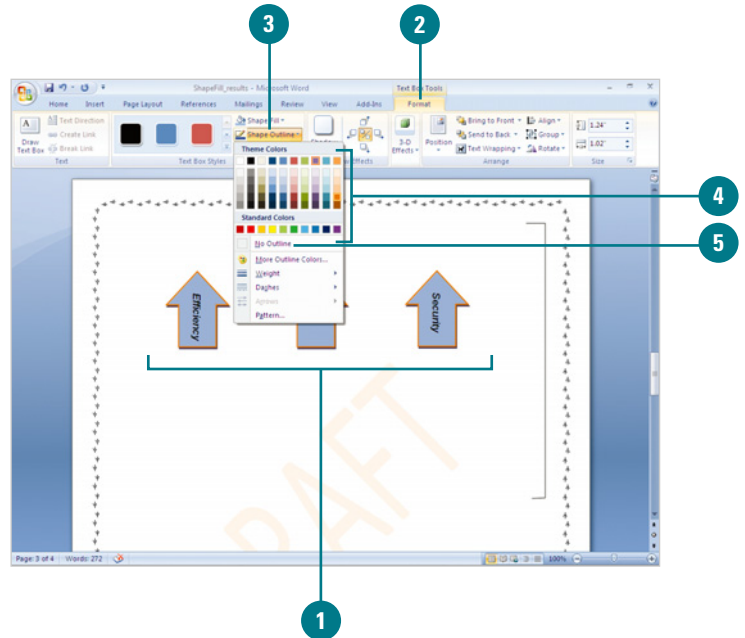 3
2
ShapeFill_results - Microsoft Word
Text Box Tools
Home Insert Page Layout References Mailings Review View Add-Ins Format
Draw Text Box
Text Direction
Create Link
Break Link
Text
Text Box Styles
Shape Fill
Shape Outline
Effects
3-D Effects
Position
Bring to Front
Send to Back
Text Wrapping
Align
Group
Rotate
Arrange
1.24"
1.02"
Size
Theme Colors
4
Standard Colors
No Outline
5
More Outline Colors...
Weight
Dashes
Arrows
Pattern...
Efficiency
Security
RAFT
Page: 3 of 4 Words: 272
100%
1